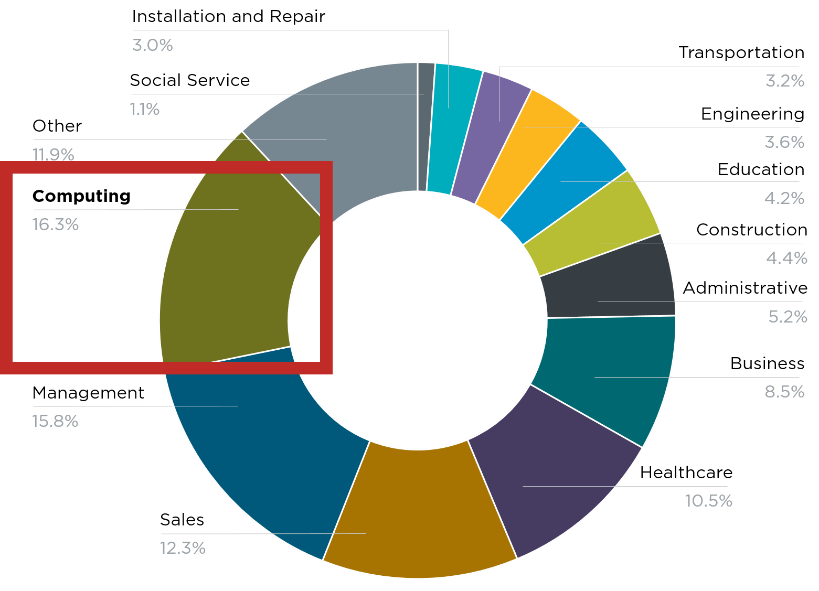 Installation and Repair
3.0%
Social Service
1.1%
Other
11.9%
Computing
16.3%
Management
15.8%
Sales
12.3%
Transportation
3.2%
Engineering
3.6%
Education
4.2%
Construction
4.4%
Administrative
5.2%
Business
8.5%
Healthcare
10.5%